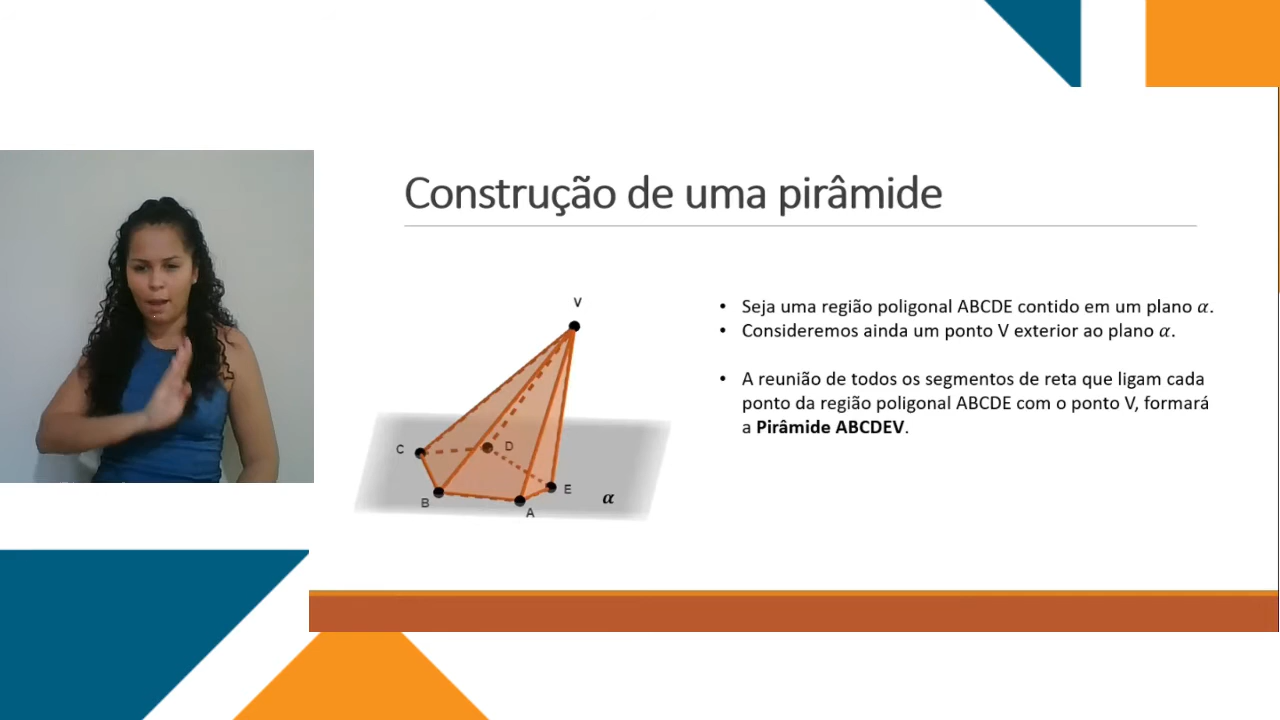 Construção de uma pirâmide
V
C
D
B
A
E
α
• Seja uma região poligonal ABCDE contido em um plano α.
• Consideremos ainda um ponto V exterior ao plano α.
• A reunião de todos os segmentos de reta que ligam cada
ponto da região poligonal ABCDE com o ponto V, formará
a Pirâmide ABCDEV.